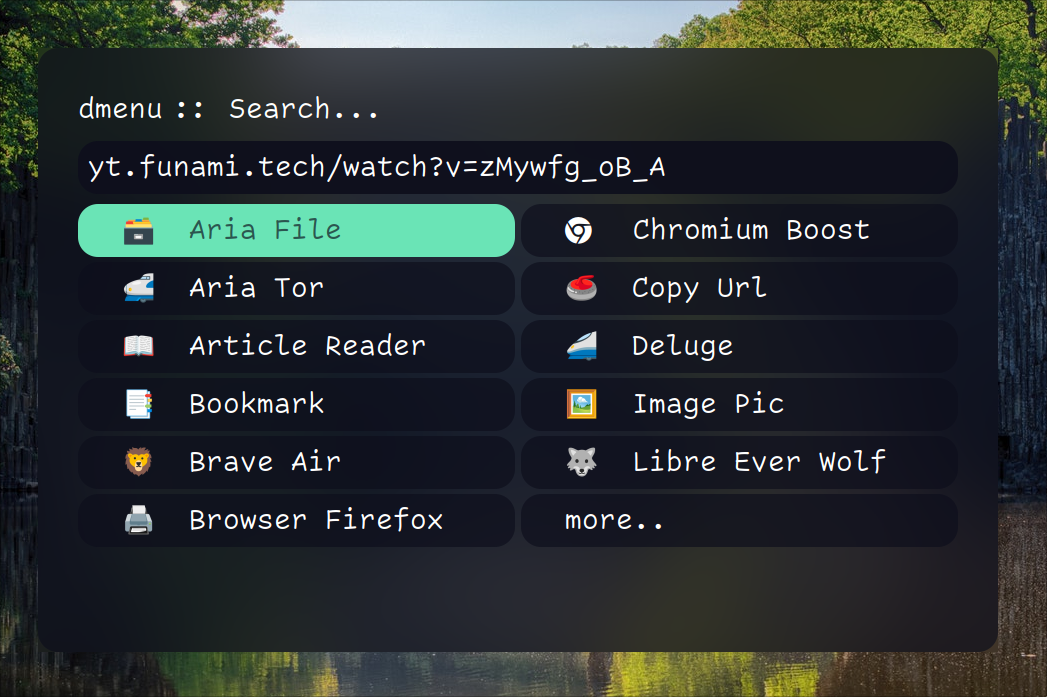 dmenu :: Search...
yt.funami.tech/watch?v=zMywfg_oB_A
Aria File
Aria Tor
Article Reader
Bookmark
Brave Air
Browser Firefox
Chromium Boost
Copy Url
Deluge
Image Pic
Libre Ever Wolf
more..